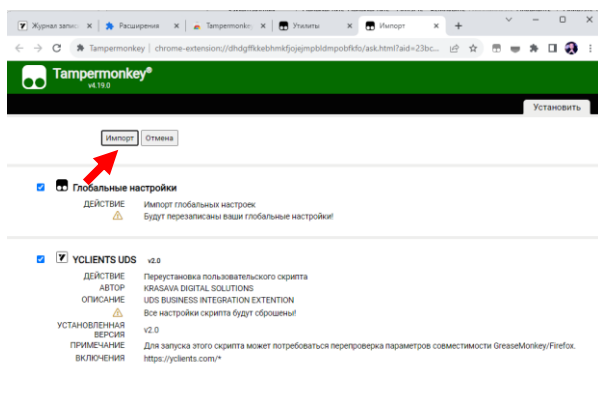 Журнал запис
Расширения
Tampermonkey
Утилиты
Импорт
Tampermonkey | chrome-extension://dhdgffkkebhmkfjojejmpbldmpobfkfo/ask.html?aid=23bc...
Tampermonkey®
v4.19.0
Установить
Импорт Отмена
Глобальные настройки
ДЕЙСТВИЕ Импорт глобальных настроек
Будут перезаписаны ваши глобальные настройки!
YCLIENTS UDS v2.0
ДЕЙСТВИЕ Переустановка пользовательского скрипта
АВТОР KRASAVA DIGITAL SOLUTIONS
ОПИСАНИЕ UDS BUSINESS INTEGRATION EXTENTION
Все настройки скрипта будут сброшены!
УСТАНОВЛЕННАЯ
ВЕРСИЯ v2.0
ПРИМЕЧАНИЕ Для запуска этого скрипта может потребоваться перепроверка параметров совместимости GreaseMonkey/Firefox.
ВКЛЮЧЕНИЯ https://yclients.com/*